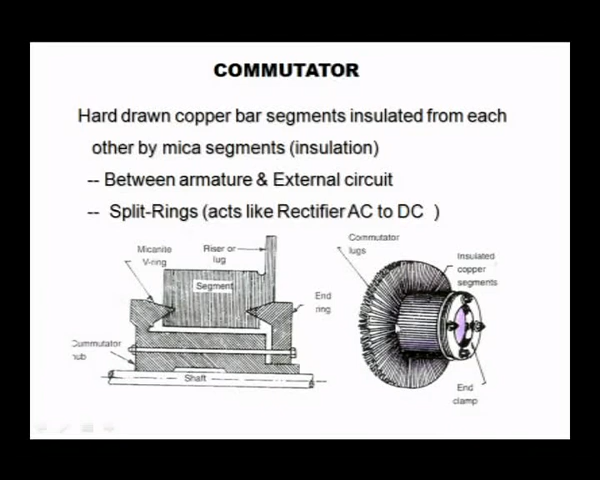 COMMUTATOR
Hard drawn copper bar segments insulated from each
other by mica segments (insulation)
-- Between armature & External circuit
-- Split-Rings (acts like Rectifier AC to DC )
Micanite
V-ring
Riser or
lug
Segment
End
ring
Shaft
Commutator
lugs
Insulated
copper
segments
End
clamp